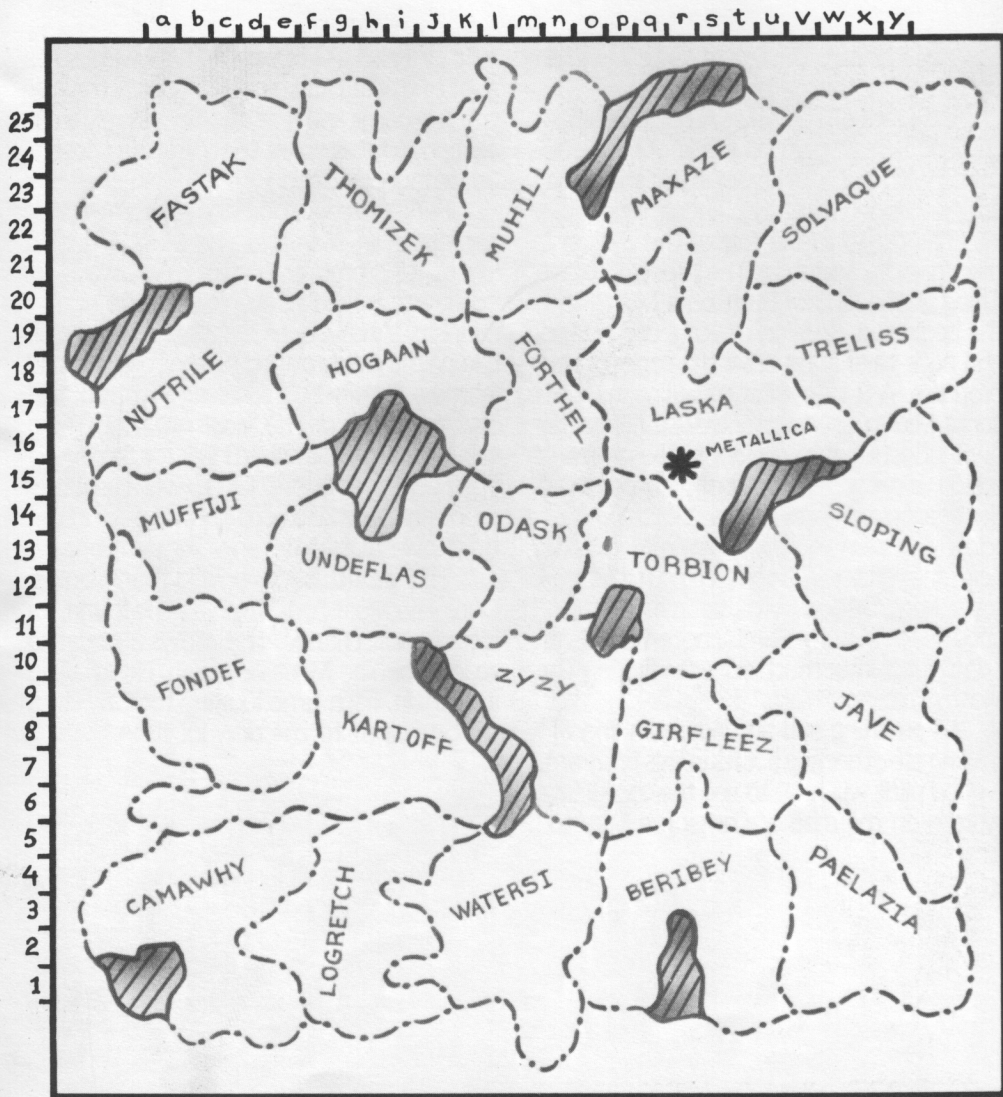 a b c d e f g h i j k l m n o p q r s t u v w x y
25
24
23
22
21
20
19
18
17
16
15
14
13
12
11
10
9
8
7
6
5
4
3
2
1
FASTAK
THOMIZEK
MUHILL
MAXAZE
SOLVAQUE
NUTRILE
HOGAAN
FORTHEL
TRELISS
LASKA
METALLICA
MUFFIJI
ODASK
SLOPING
UNDEFLAS
TORBION
FONDEF
ZYZY
KARTOFF
GIRFLEEZ
JAVE
CAMAWHY
LOGRETCH
WATERSI
BERIBEY
PAELAZIA